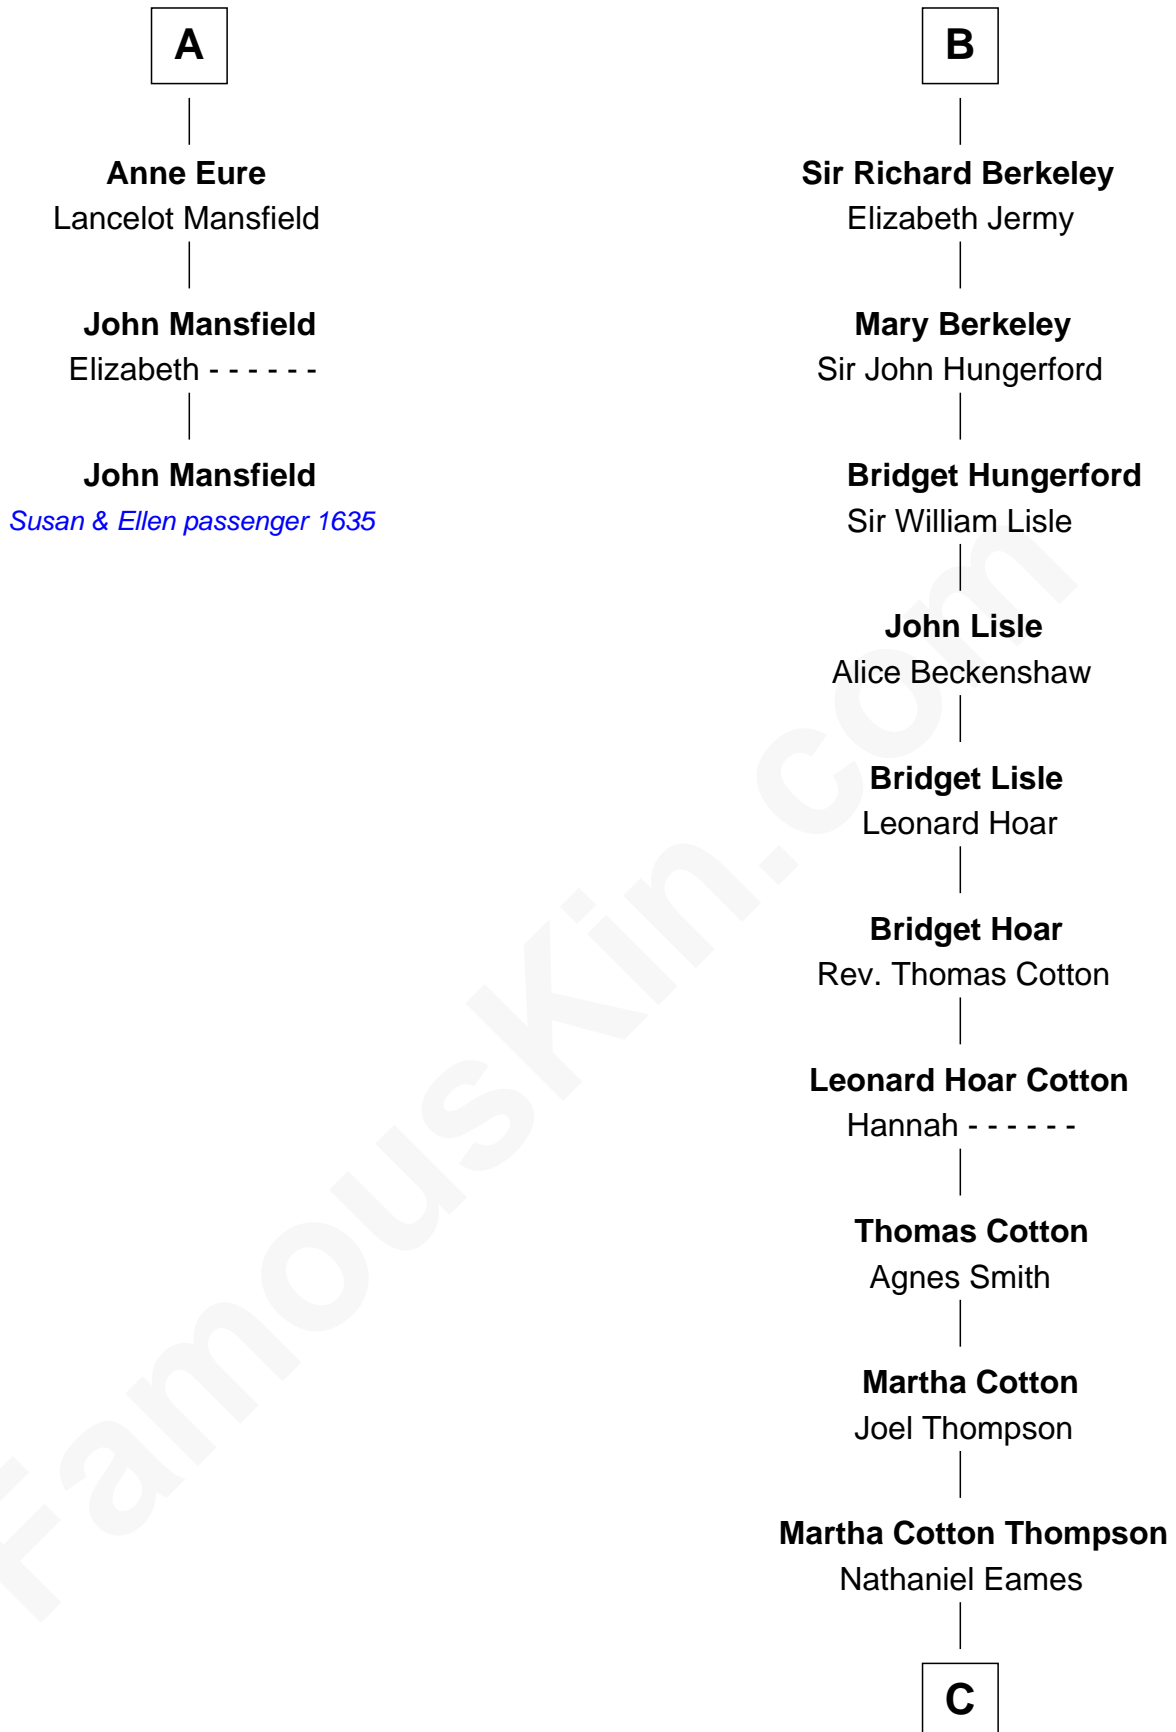 A
Anne Eure
Lancelot Mansfield
John Mansfield
Elizabeth - - - - - -
John Mansfield
Susan & Ellen passenger 1635
B
Sir Richard Berkeley
Elizabeth Jermy
Mary Berkeley
Sir John Hungerford
Bridget Hungerford
Sir William Lisle
John Lisle
Alice Beckenshaw
Bridget Lisle
Leonard Hoar
Bridget Hoar
Rev. Thomas Cotton
Leonard Hoar Cotton
Hannah - - - - - -
Thomas Cotton
Agnes Smith
Martha Cotton
Joel Thompson
Martha Cotton Thompson
Nathaniel Eames
C
FamousKin.com